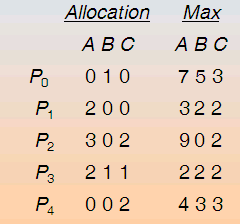 Allocation Max
A B C A B C
P0 0 1 0 7 5 3
P1 2 0 0 3 2 2
P2 3 0 2 9 0 2
P3 2 1 1 2 2 2
P4 0 0 2 4 3 3